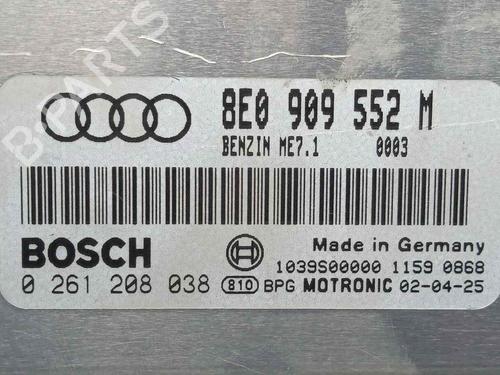 B-PARTS
8E0 909 552 M
BENZIN ME7.1 0003
BOSCH
Made in Germany
1039S00000 1159 0868
0 261 208 038 810 BPG MOTRONIC 02-04-25